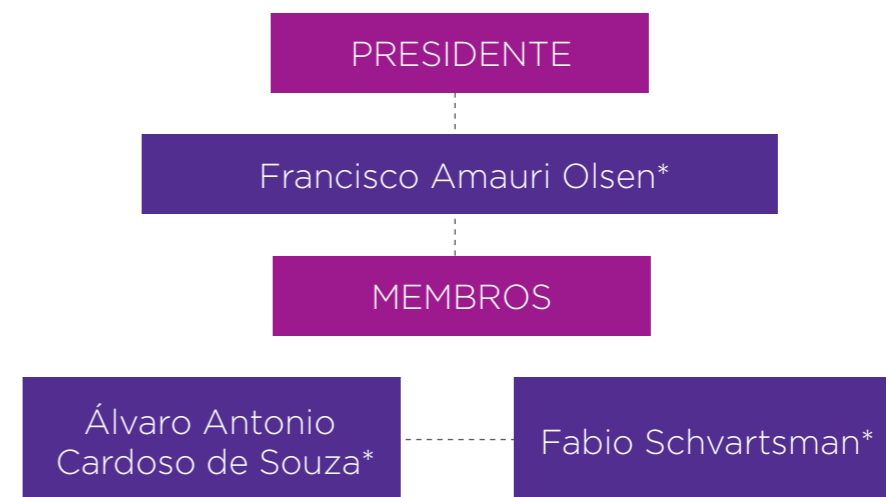 PRESIDENTE
Francisco Amauri Olsen*
MEMBROS
Álvaro Antonio
Cardoso de Souza*
Fabio Schvartsman*